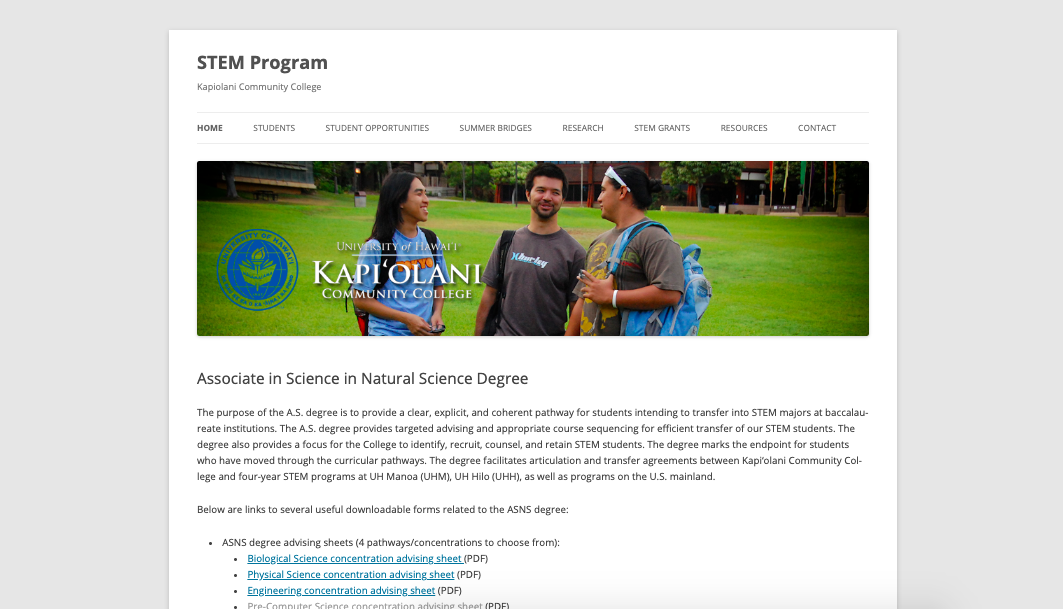 STEM Program
Kapiolani Community College
HOME STUDENTS STUDENT OPPORTUNITIES SUMMER BRIDGES RESEARCH STEM GRANTS RESOURCES CONTACT
UNIVERSITY of HAWAI'I
KAPI'OLANI
COMMUNITY COLLEGE
Hurley
Associate in Science in Natural Science Degree
The purpose of the A.S. degree is to provide a clear, explicit, and coherent pathway for students intending to transfer into STEM majors at baccalau-
reate institutions. The A.S. degree provides targeted advising and appropriate course sequencing for efficient transfer of our STEM students. The
degree also provides a focus for the College to identify, recruit, counsel, and retain STEM students. The degree marks the endpoint for students
who have moved through the curricular pathways. The degree facilitates articulation and transfer agreements between Kapi'olani Community Col-
lege and four-year STEM programs at UH Manoa (UHM), UH Hilo (UHH), as well as programs on the U.S. mainland.
Below are links to several useful downloadable forms related to the ASNS degree:
• ASNS degree advising sheets (4 pathways/concentrations to choose from):
• Biological Science concentration advising sheet (PDF)
• Physical Science concentration advising sheet (PDF)
• Engineering concentration advising sheet (PDF)
• Pre-Computer Science concentration advising sheet (PDF)